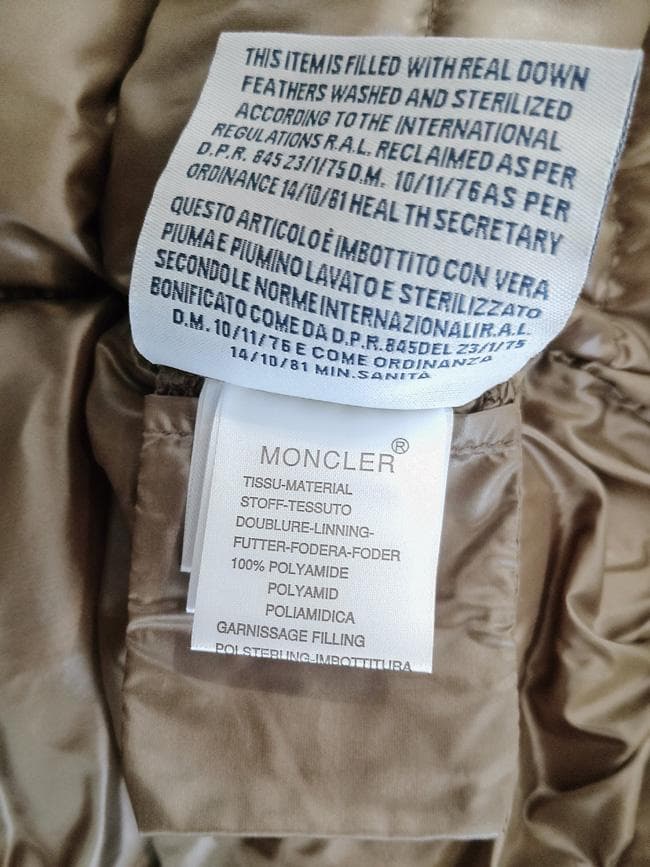 THIS ITEM IS FILLED WITH REAL DOWN
FEATHERS WASHED AND STERILIZED
ACCORDING TO THE INTERNATIONAL
REGULATIONS R.A.L. RECLAIMED AS PER
D.P.R. 845 23/1/75 D.M. 10/11/76 AS PER
ORDINANCE 14/10/81 HEALTH SECRETARY
QUESTO ARTICOLO È IMBOTTITO CON VERA
PIUMA E PIUMINO LAVATO E STERILIZZATO
SECONDO LE NORME INTERNAZIONALI R.A.L.
BONIFICATO COME DA D.P.R. 845 DEL 23/1/75
D.M. 10/11/76 E COME ORDINANZA
14/10/81 MIN. SANITÀ
MONCLER®
TISSU-MATERIAL
STOFF-TESSUTO
DOUBLURE-LINNING-
FUTTER-FODERA-FODER
100% POLYAMIDE
POLYAMID
POLIAMIDICA
GARNISSAGE FILLING
POLSTERUNG-IMBOTTITURA